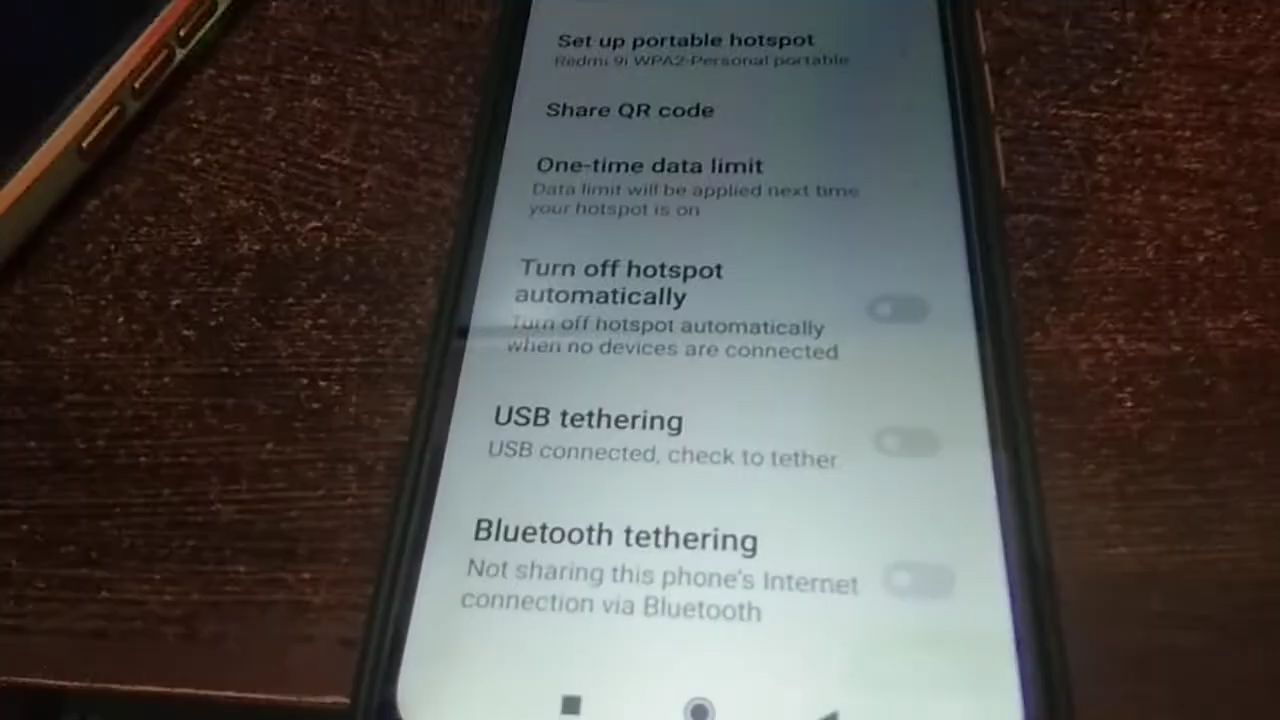 Set up portable hotspot
Redmi 9i WPA2-Personal portable
Share QR code
One-time data limit
Data limit will be applied next time
your hotspot is on
Turn off hotspot
automatically
Turn off hotspot automatically
when no devices are connected
USB tethering
USB connected, check to tether
Bluetooth tethering
Not sharing this phone's Internet
connection via Bluetooth